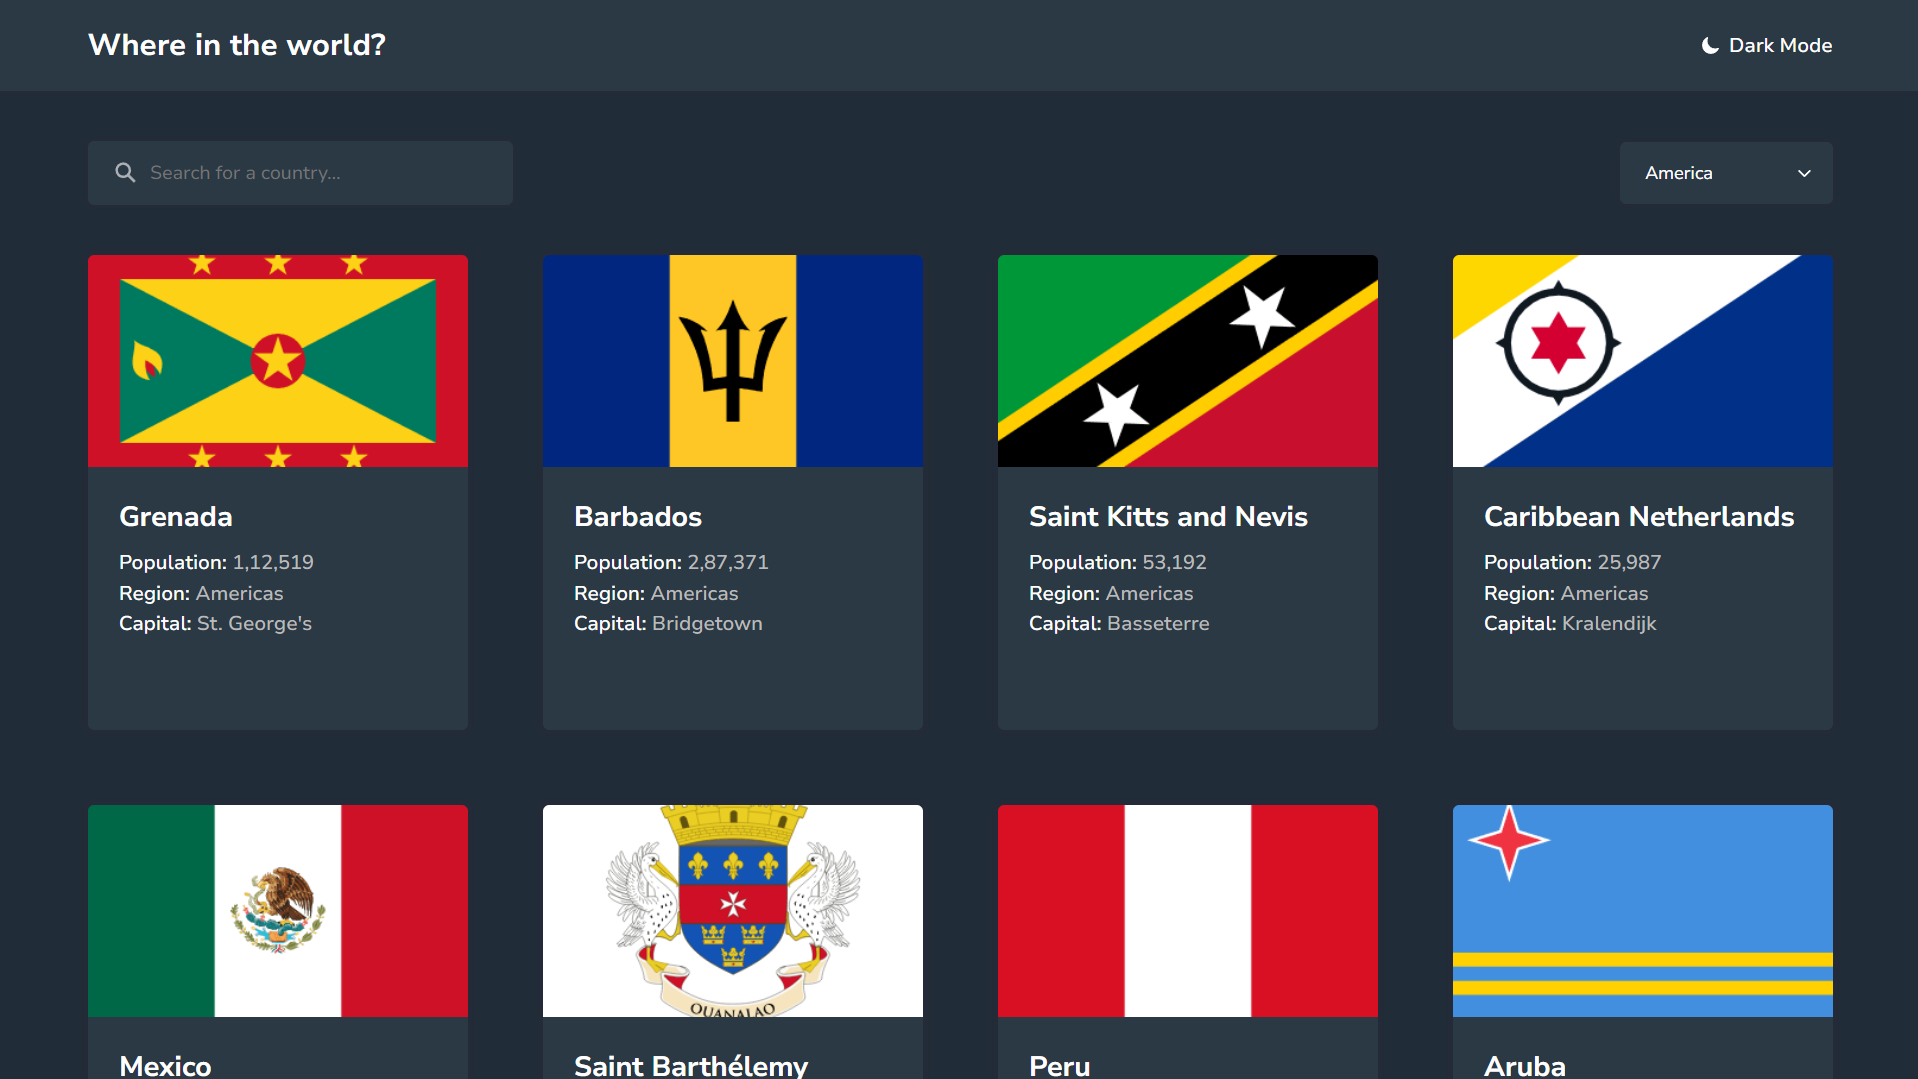 Where in the world?
Dark Mode
Search for a country...
America
Grenada
Population: 1,12,519
Region: Americas
Capital: St. George's
Barbados
Population: 2,87,371
Region: Americas
Capital: Bridgetown
Saint Kitts and Nevis
Population: 53,192
Region: Americas
Capital: Basseterre
Caribbean Netherlands
Population: 25,987
Region: Americas
Capital: Kralendijk
OUANALAO
Mexico
Saint Barthélemy
Peru
Aruba